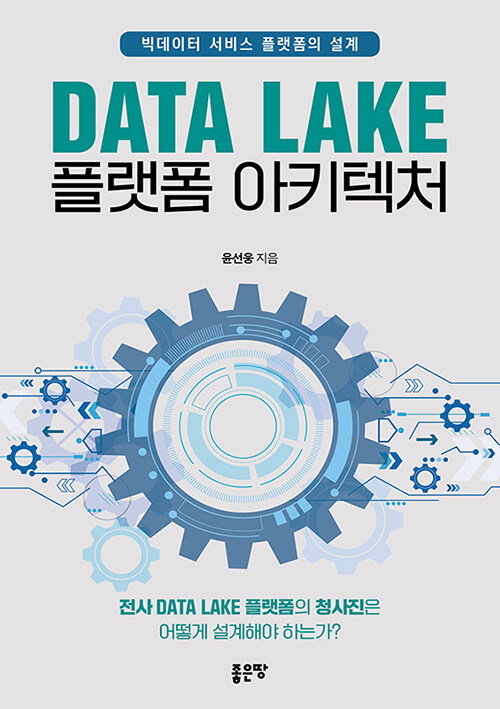 빅데이터 서비스 플랫폼의 설계
DATA LAKE
플랫폼 아키텍처
윤선웅 지음
전사 DATA LAKE 플랫폼의 청사진은
어떻게 설계해야 하는가?
좋은땅